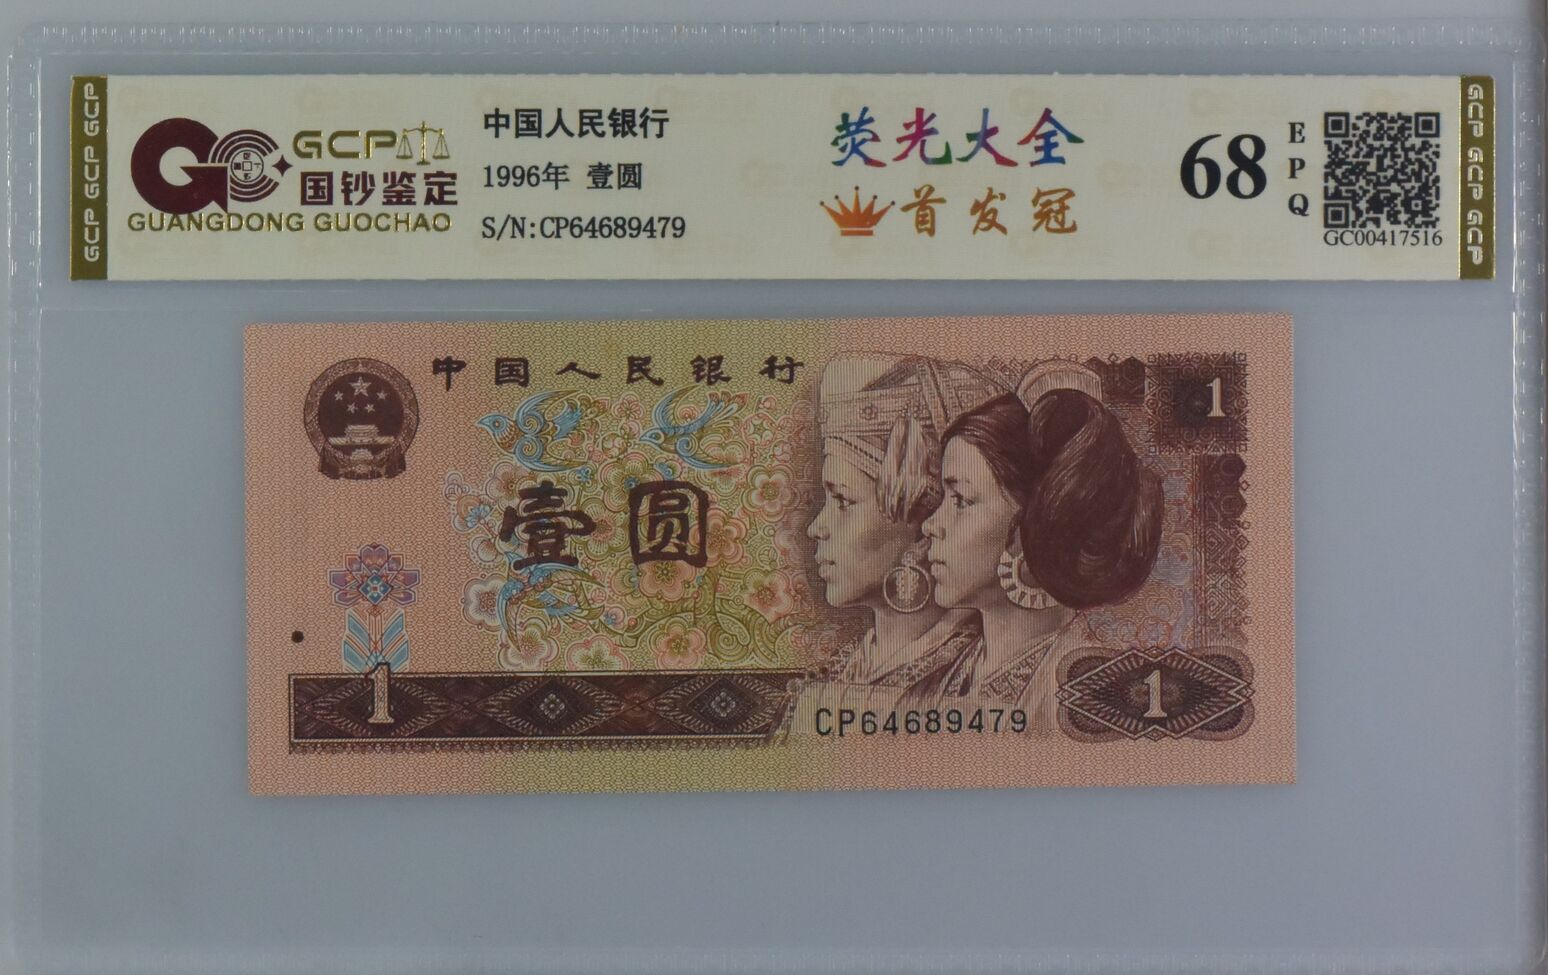 GCP GCP GCP
GCP
国钞鉴定
GUANGDONG GUOCHAO
中国人民银行
1996年 壹圆
S/N:CP64689479
荧光大全
首发冠
68
EPQ
GC00417516
GCP GCP GCP
中国人民银行
1
壹圆
1
CP64689479
1